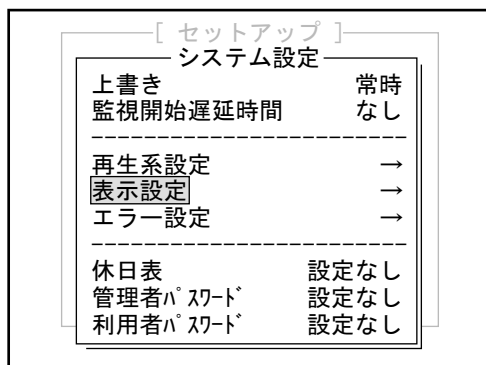 [ セットアップ ]
システム設定
上書き 常時
監視開始遅延時間 なし
------------------------
再生系設定 →
表示設定 →
エラー設定 →
------------------------
休日表 設定なし
管理者ﾊﾟｽﾜｰﾄﾞ 設定なし
利用者ﾊﾟｽﾜｰﾄﾞ 設定なし